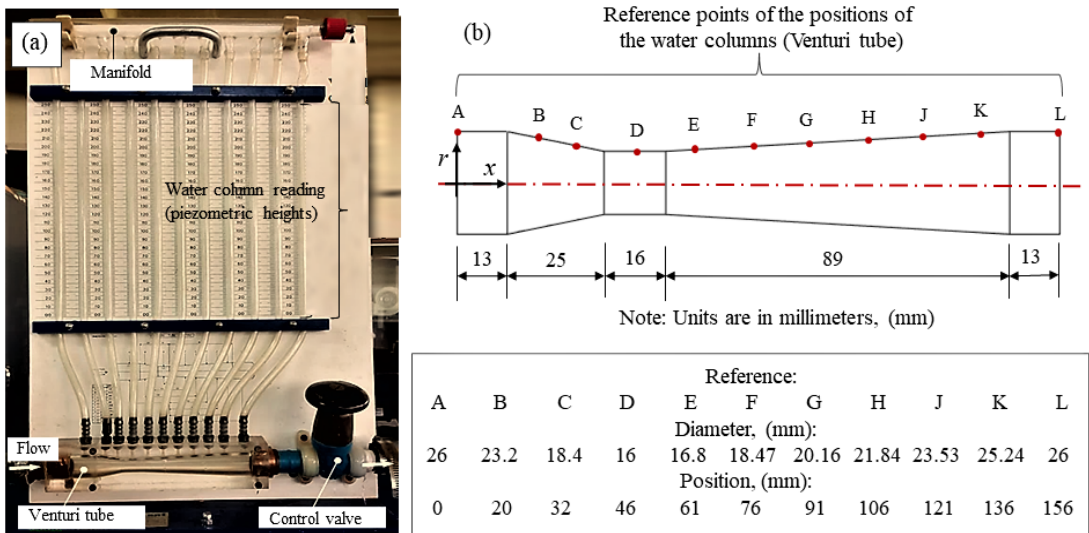 (a)
Manifold
Water column reading
(piezometric heights)
Flow
Venturi tube
Control valve
(b)
Reference points of the positions of
the water columns (Venturi tube)
A
B
C
D
E
F
G
H
J
K
L
r
x
13
25
16
89
13
Note: Units are in millimeters, (mm)
Reference:
A B C D E F G H J K L
Diameter, (mm):
26 23.2 18.4 16 16.8 18.47 20.16 21.84 23.53 25.24 26
Position, (mm):
0 20 32 46 61 76 91 106 121 136 156